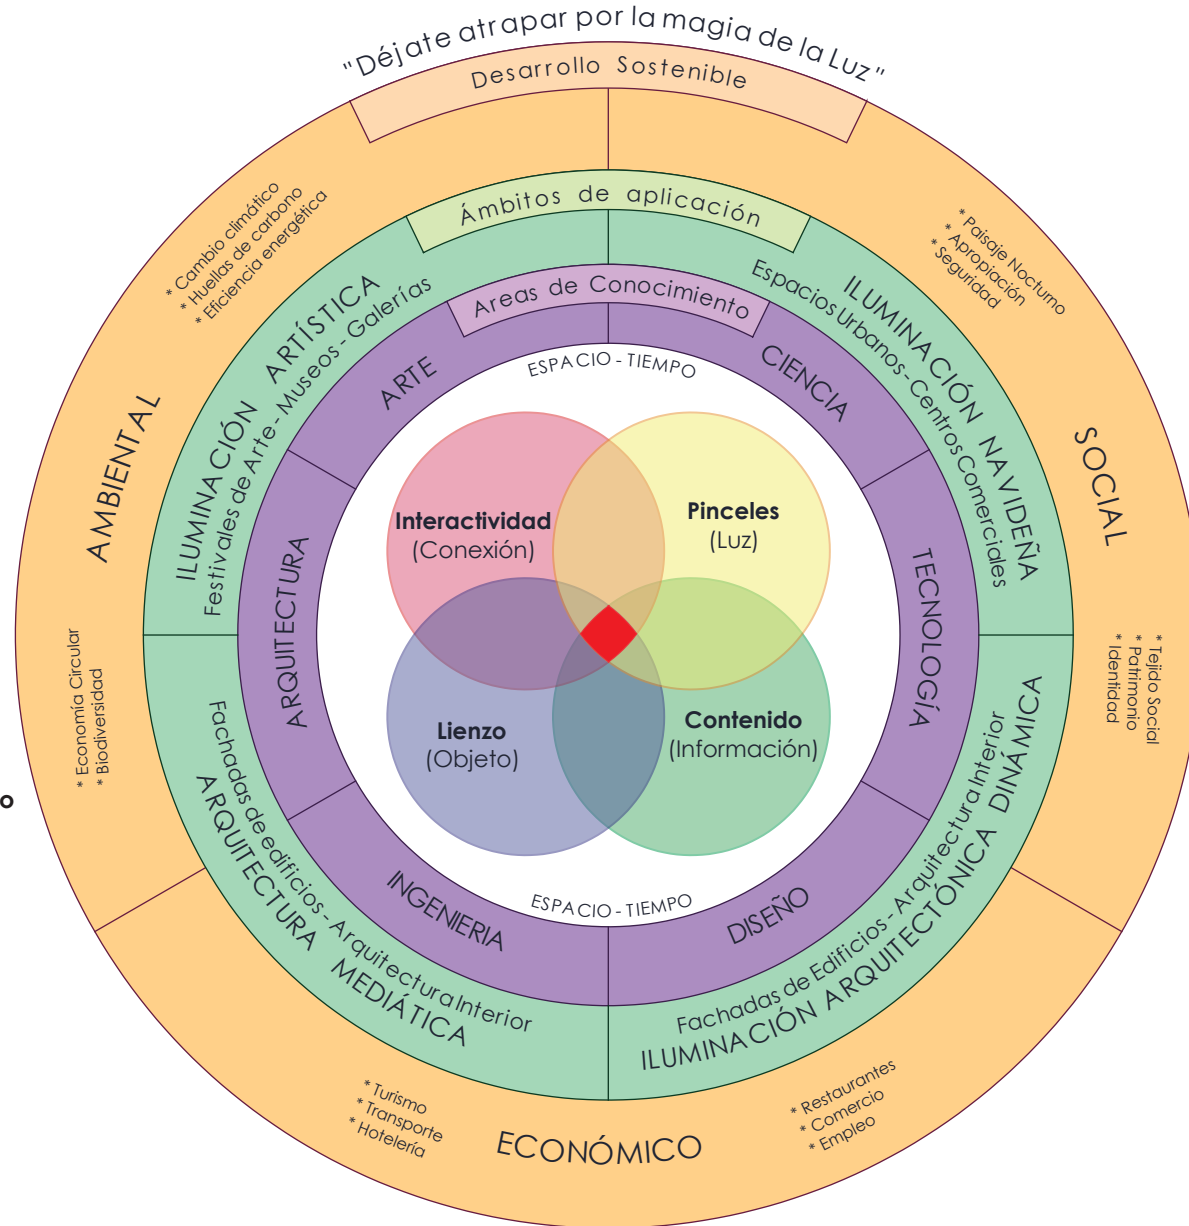 "Déjate atrapar por la magia de la Luz"
Desarrollo Sostenible
Ámbitos de aplicación
Areas de Conocimiento
ESPACIO - TIEMPO
AMBIENTAL
* Cambio climático
* Huellas de carbono
* Eficiencia energética
* Economía Circular
* Biodiversidad
SOCIAL
* Paisaje Nocturno
* Apropiación
* Seguridad
* Tejido Social
* Patrimonio
* Identidad
ECONÓMICO
* Turismo
* Transporte
* Hotelería
* Restaurantes
* Comercio
* Empleo
ILUMINACIÓN ARTÍSTICA
Festivales de Arte - Museos - Galerías
ILUMINACIÓN NAVIDEÑA
Espacios Urbanos - Centros Comerciales
Fachadas de edificios - Arquitectura Interior
ARQUITECTURA MEDIÁTICA
Fachadas de Edificios - Arquitectura Interior
ILUMINACIÓN ARQUITECTÓNICA DINÁMICA
ARTE
CIENCIA
TECNOLOGÍA
DISEÑO
INGENIERIA
ARQUITECTURA
Interactividad
(Conexión)
Pinceles
(Luz)
Lienzo
(Objeto)
Contenido
(Información)
ESPACIO - TIEMPO
o